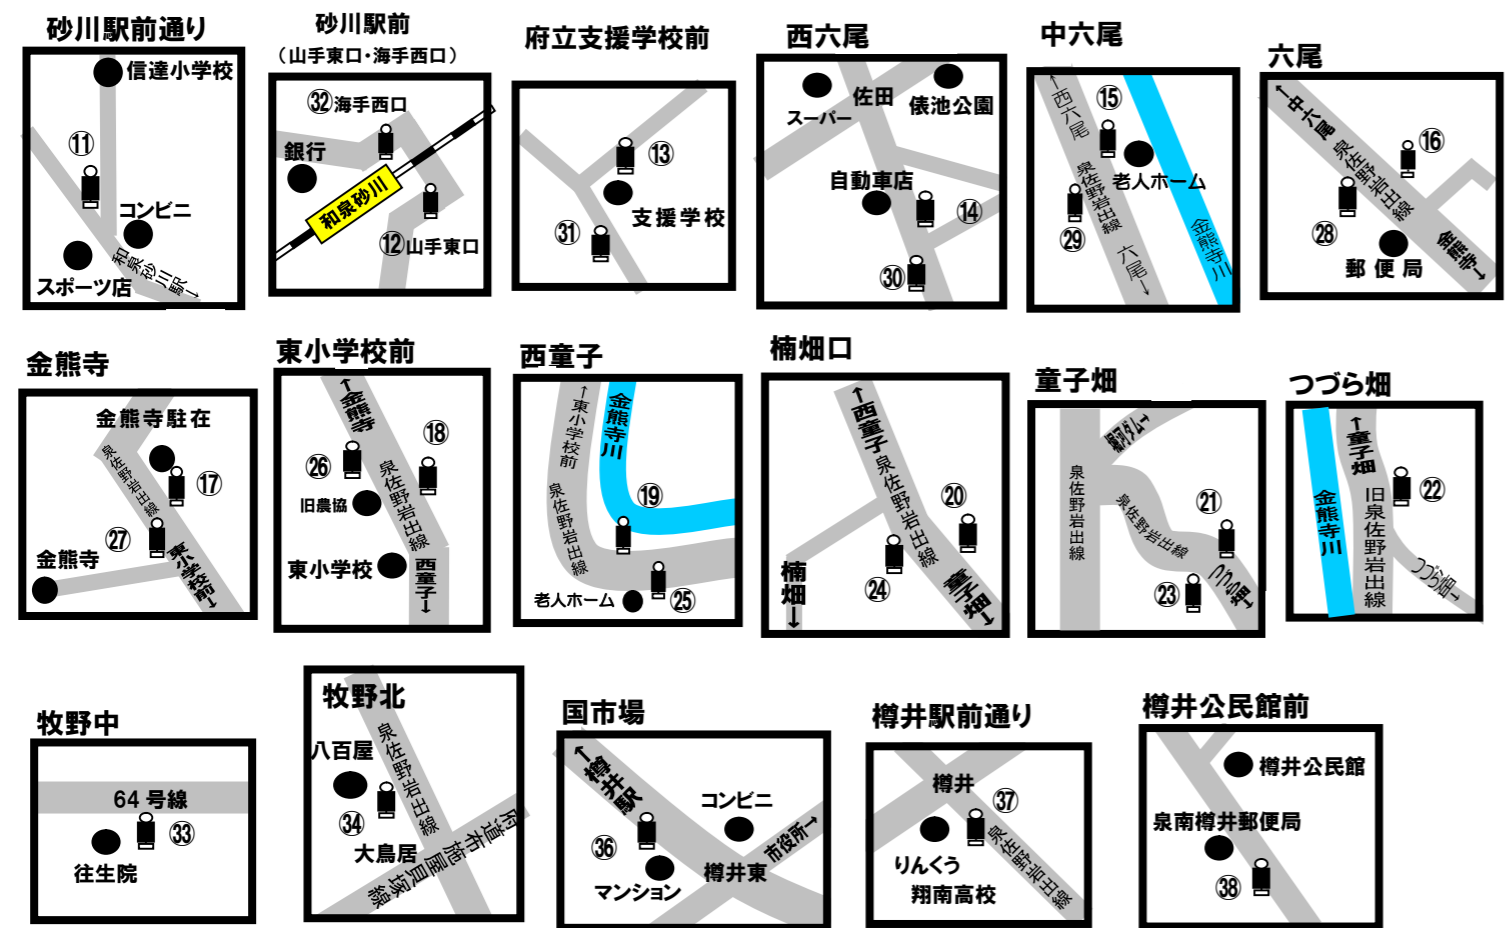 砂川駅前通り
信達小学校
⑪
コンビニ
スポーツ店
和泉砂川駅→
砂川駅前
（山手東口・海手西口）
㉜海手西口
銀行
和泉砂川
⑫山手東口
府立支援学校前
⑬
支援学校
㉛
西六尾
佐田
スーパー
俵池公園
自動車店
⑭
㉚
中六尾
←西六尾
⑮
老人ホーム
泉佐野岩出線
㉙
六尾→
金熊寺川
六尾
←中六尾
泉佐野岩出線
⑯
㉘
郵便局
金熊寺→
金熊寺
金熊寺駐在
泉佐野岩出線
⑰
㉗
金熊寺
東小学校前→
東小学校前
←金熊寺
⑱
㉖
旧農協
泉佐野岩出線
東小学校
西童子→
西童子
←東小学校前
金熊寺川
泉佐野岩出線
⑲
老人ホーム
㉕
楠畑口
←西童子
泉佐野岩出線
⑳
㉔
楠畑→
童子畑→
童子畑
堀河ダム→
泉佐野岩出線
泉佐野岩出線
㉑
㉓
つづら畑→
つづら畑
←童子畑
金熊寺川
旧泉佐野岩出線
㉒
つづら畑→
牧野中
64号線
㉝
往生院
牧野北
八百屋
泉佐野岩出線
㉞
大鳥居
府道布施屋貝塚線
国市場
←樽井駅
コンビニ
㊱
マンション
樽井東
市役所→
樽井駅前通り
樽井
㊲
りんくう
翔南高校
泉佐野岩出線
樽井公民館前
樽井公民館
泉南樽井郵便局
㊳